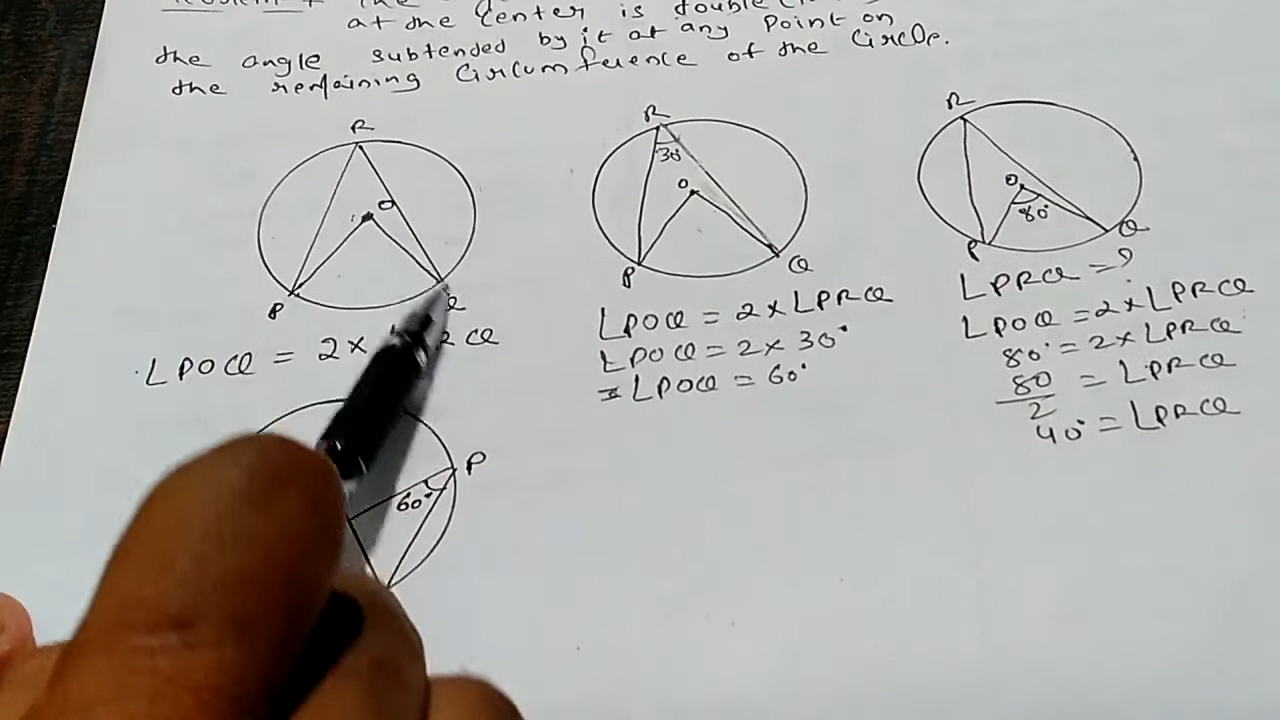 at the Center is double
the angle subtended by it at any Point on
the remaining Circumference of the Circle.
R
O
P
∠POQ = 2×
RQ
R
30°
O
P
Q
∠POQ = 2 × ∠PRQ
∠POQ = 2 × 30°
= ∠POQ = 60°
R
O
80°
P
Q
∠PRQ = ?
∠POQ = 2 × ∠PRQ
80° = 2 × ∠PRQ
80/2 = ∠PRQ
40° = ∠PRQ
P
60°